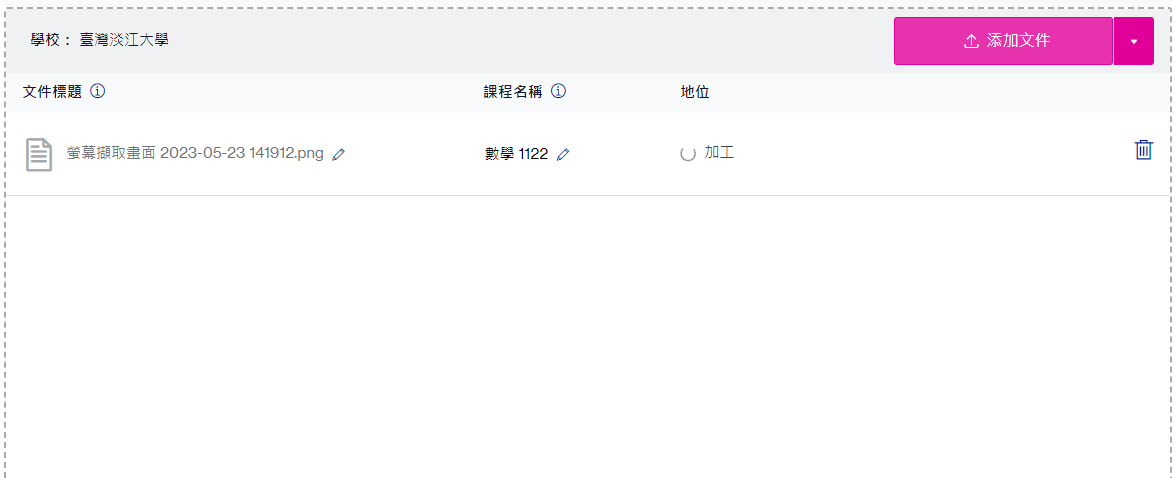 學校： 臺灣淡江大學
添加文件
文件標題 課程名稱 地位
螢幕擷取畫面 2023-05-23 141912.png 數學 1122 加工